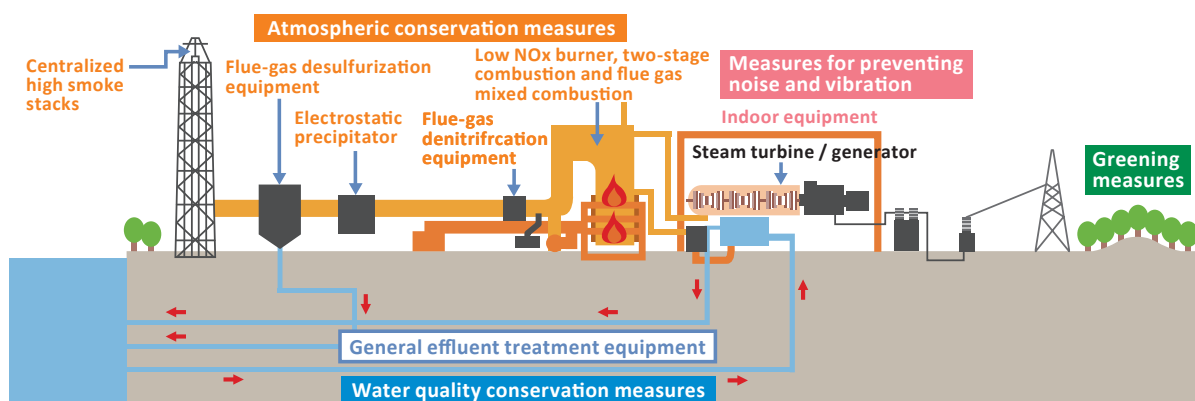 Atmospheric conservation measures
Centralized
high smoke
stacks
Flue-gas desulfurization
equipment
Electrostatic
precipitator
Flue-gas
denitrifrcation
equipment
Low NOx burner, two-stage
combustion and flue gas
mixed combustion
Measures for preventing
noise and vibration
Indoor equipment
Steam turbine / generator
Greening
measures
General effluent treatment equipment
Water quality conservation measures